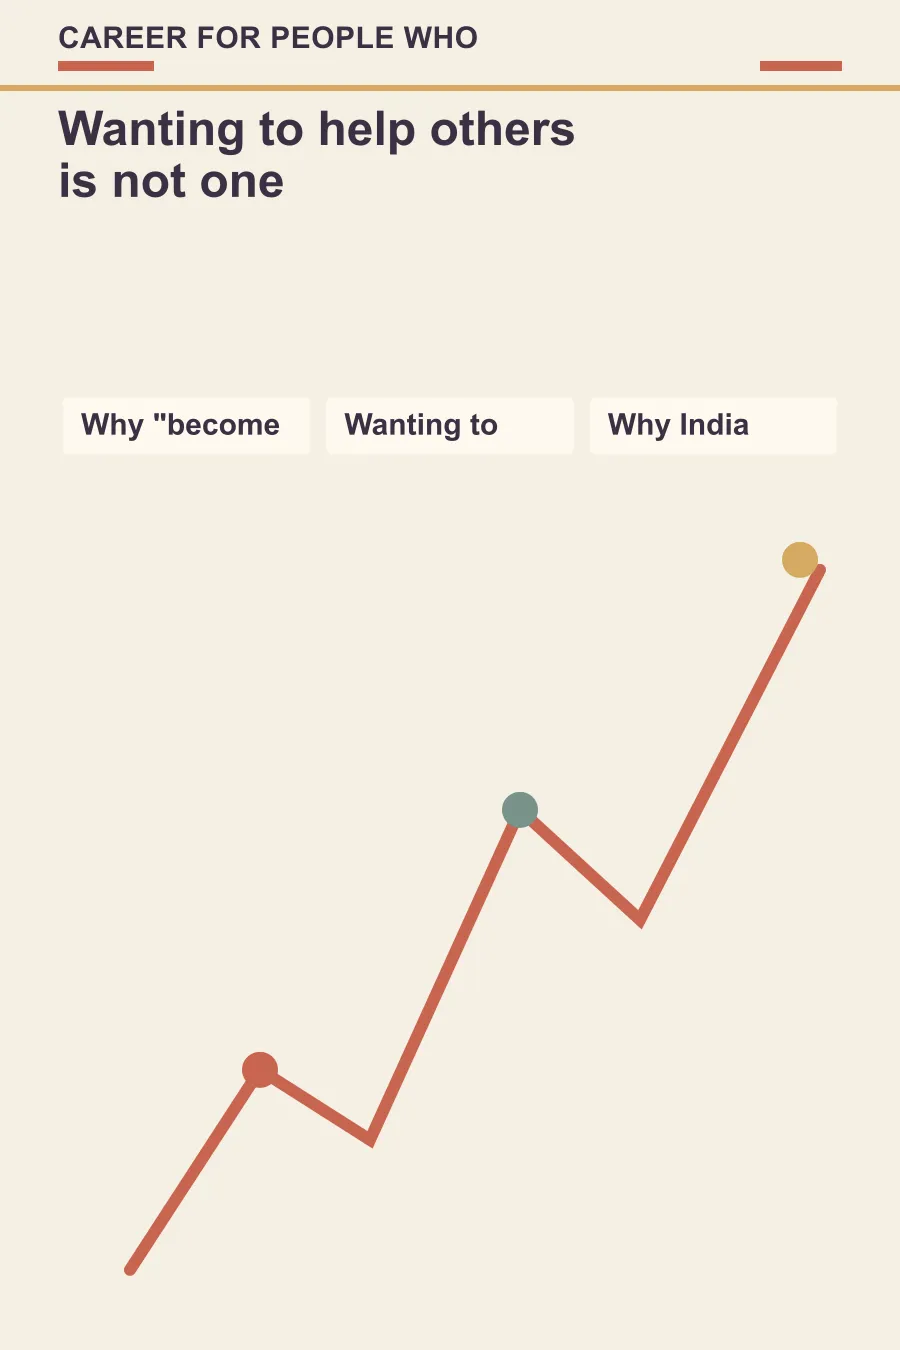 CAREER FOR PEOPLE WHO
Wanting to help others
is not one
Why "become
Wanting to
Why India